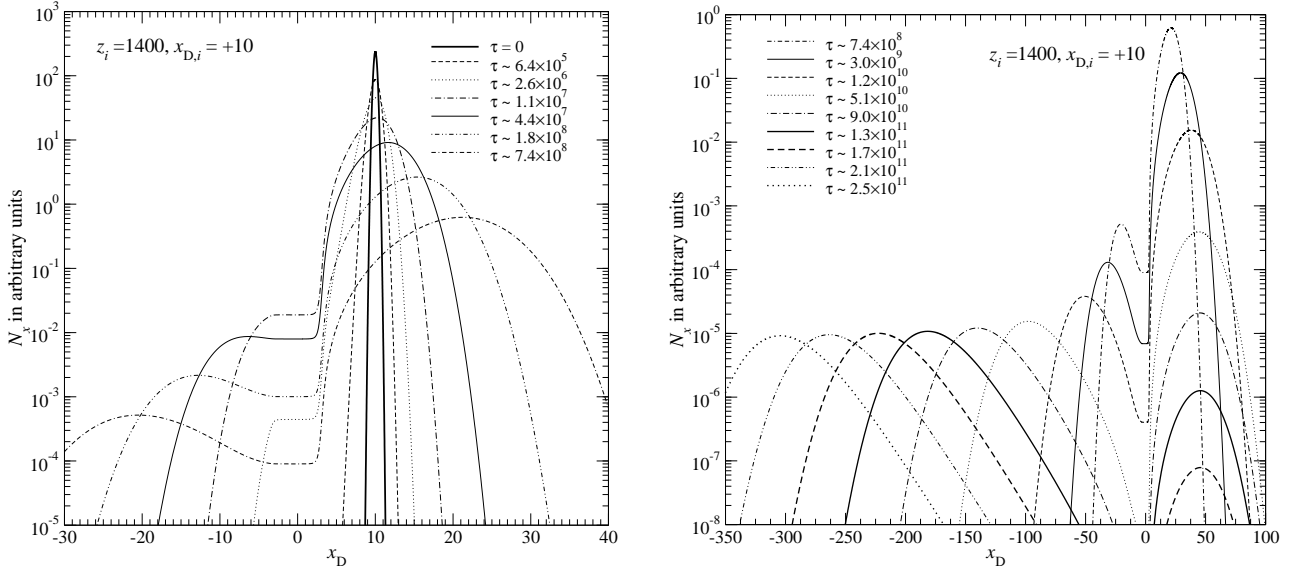 z_i =1400, x_D,i = +10
τ = 0
τ ~ 6.4×10^5
τ ~ 2.6×10^6
τ ~ 1.1×10^7
τ ~ 4.4×10^7
τ ~ 1.8×10^8
τ ~ 7.4×10^8
N_x in arbitrary units
10^3
10^2
10^1
10^0
10^-1
10^-2
10^-3
10^-4
10^-5
-30 -20 -10 0 10 20 30 40
x_D
z_i =1400, x_D,i = +10
τ ~ 7.4×10^8
τ ~ 3.0×10^9
τ ~ 1.2×10^10
τ ~ 5.1×10^10
τ ~ 9.0×10^10
τ ~ 1.3×10^11
τ ~ 1.7×10^11
τ ~ 2.1×10^11
τ ~ 2.5×10^11
N_x in arbitrary units
10^0
10^-1
10^-2
10^-3
10^-4
10^-5
10^-6
10^-7
10^-8
-350 -300 -250 -200 -150 -100 -50 0 50 100
x_D